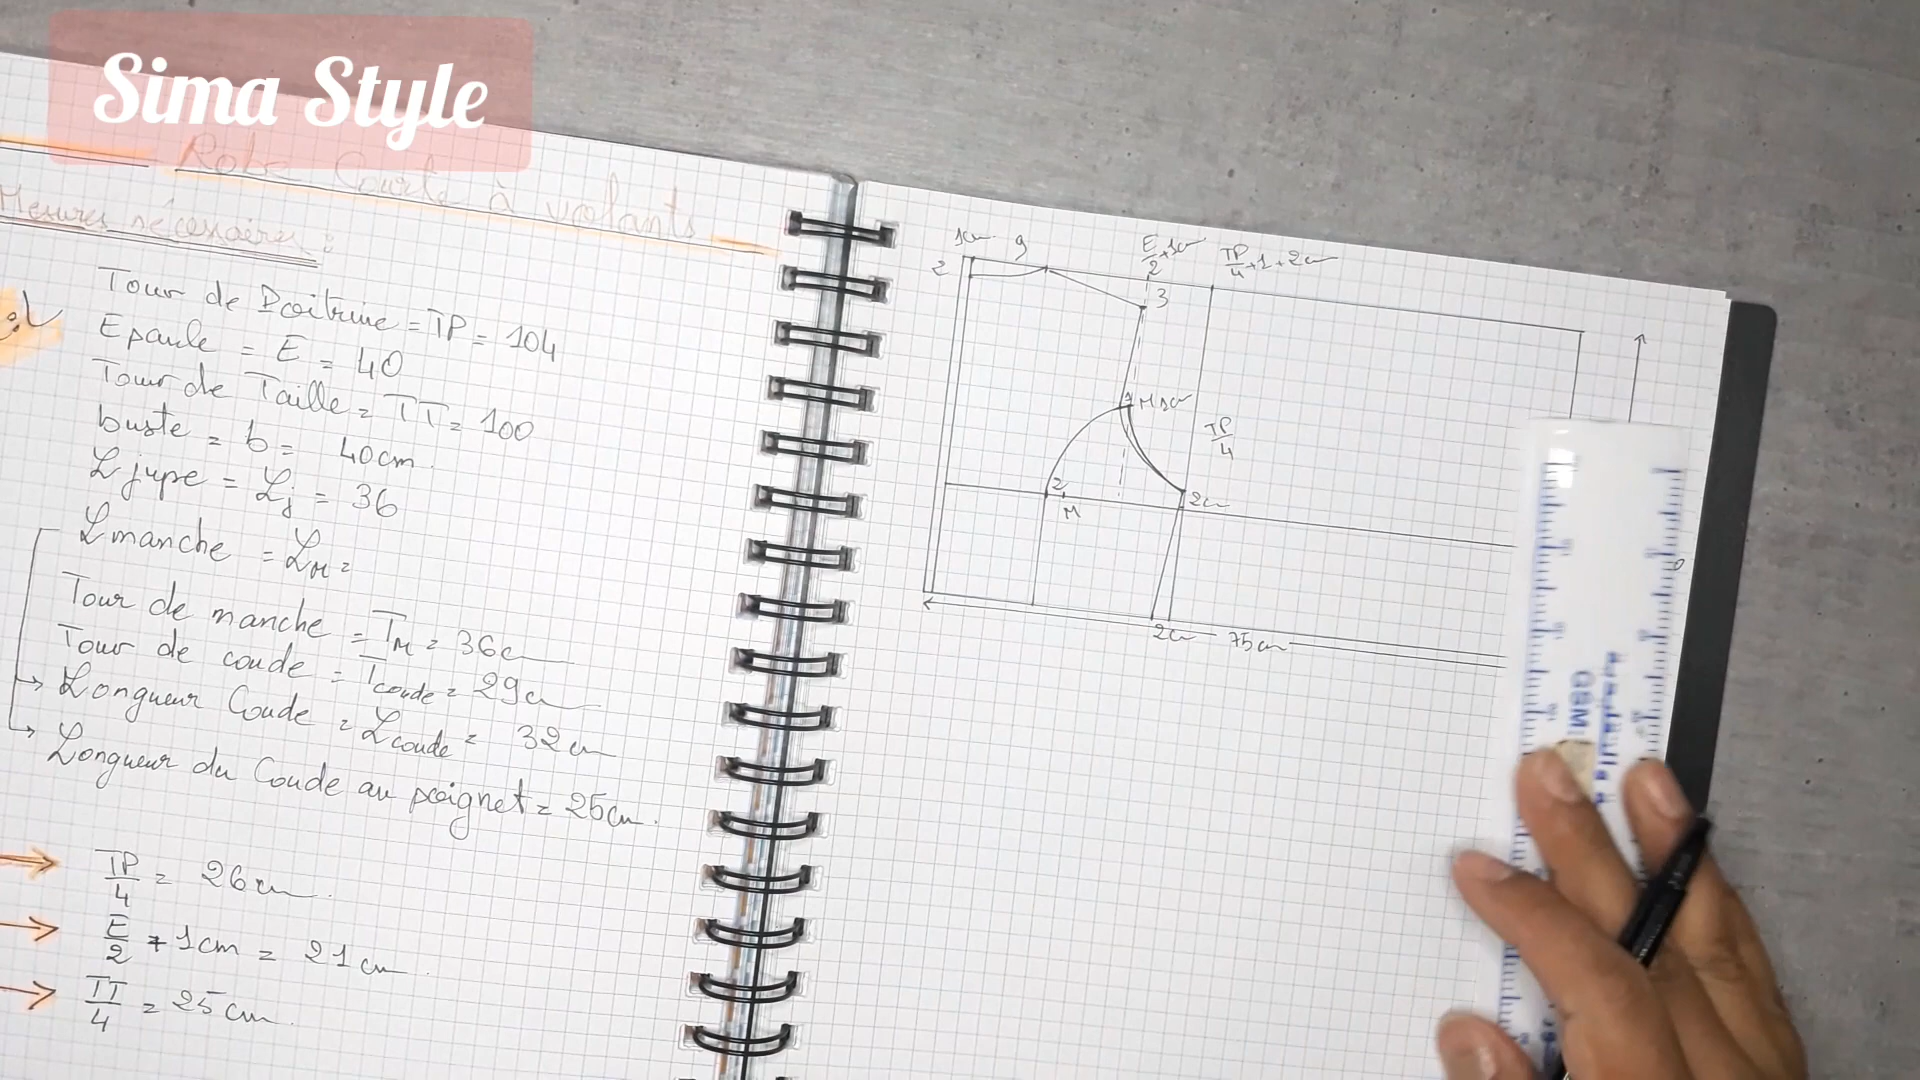 Sima Style
Robe Courte à volants
Mesures nécessaires :
Tour de Poitrine = TP = 104
Epaule = E = 40
Tour de Taille = TT = 100
buste = b = 40cm.
L jupe = Lj = 36
L manche = LM =
Tour de manche = TM = 36cm
Tour de coude = Tcoude = 29cm
Longueur Coude = Lcoude = 32cm
Longueur du Coude au poignet = 25cm.
TP/4 = 26cm.
E/2 + 1cm = 21cm.
TT/4 = 25cm.
1cm 9 E/2+1cm TP/4+1+2cm
2
3
M 1cm
TP/4
2 2cm
M
2cm 75cm